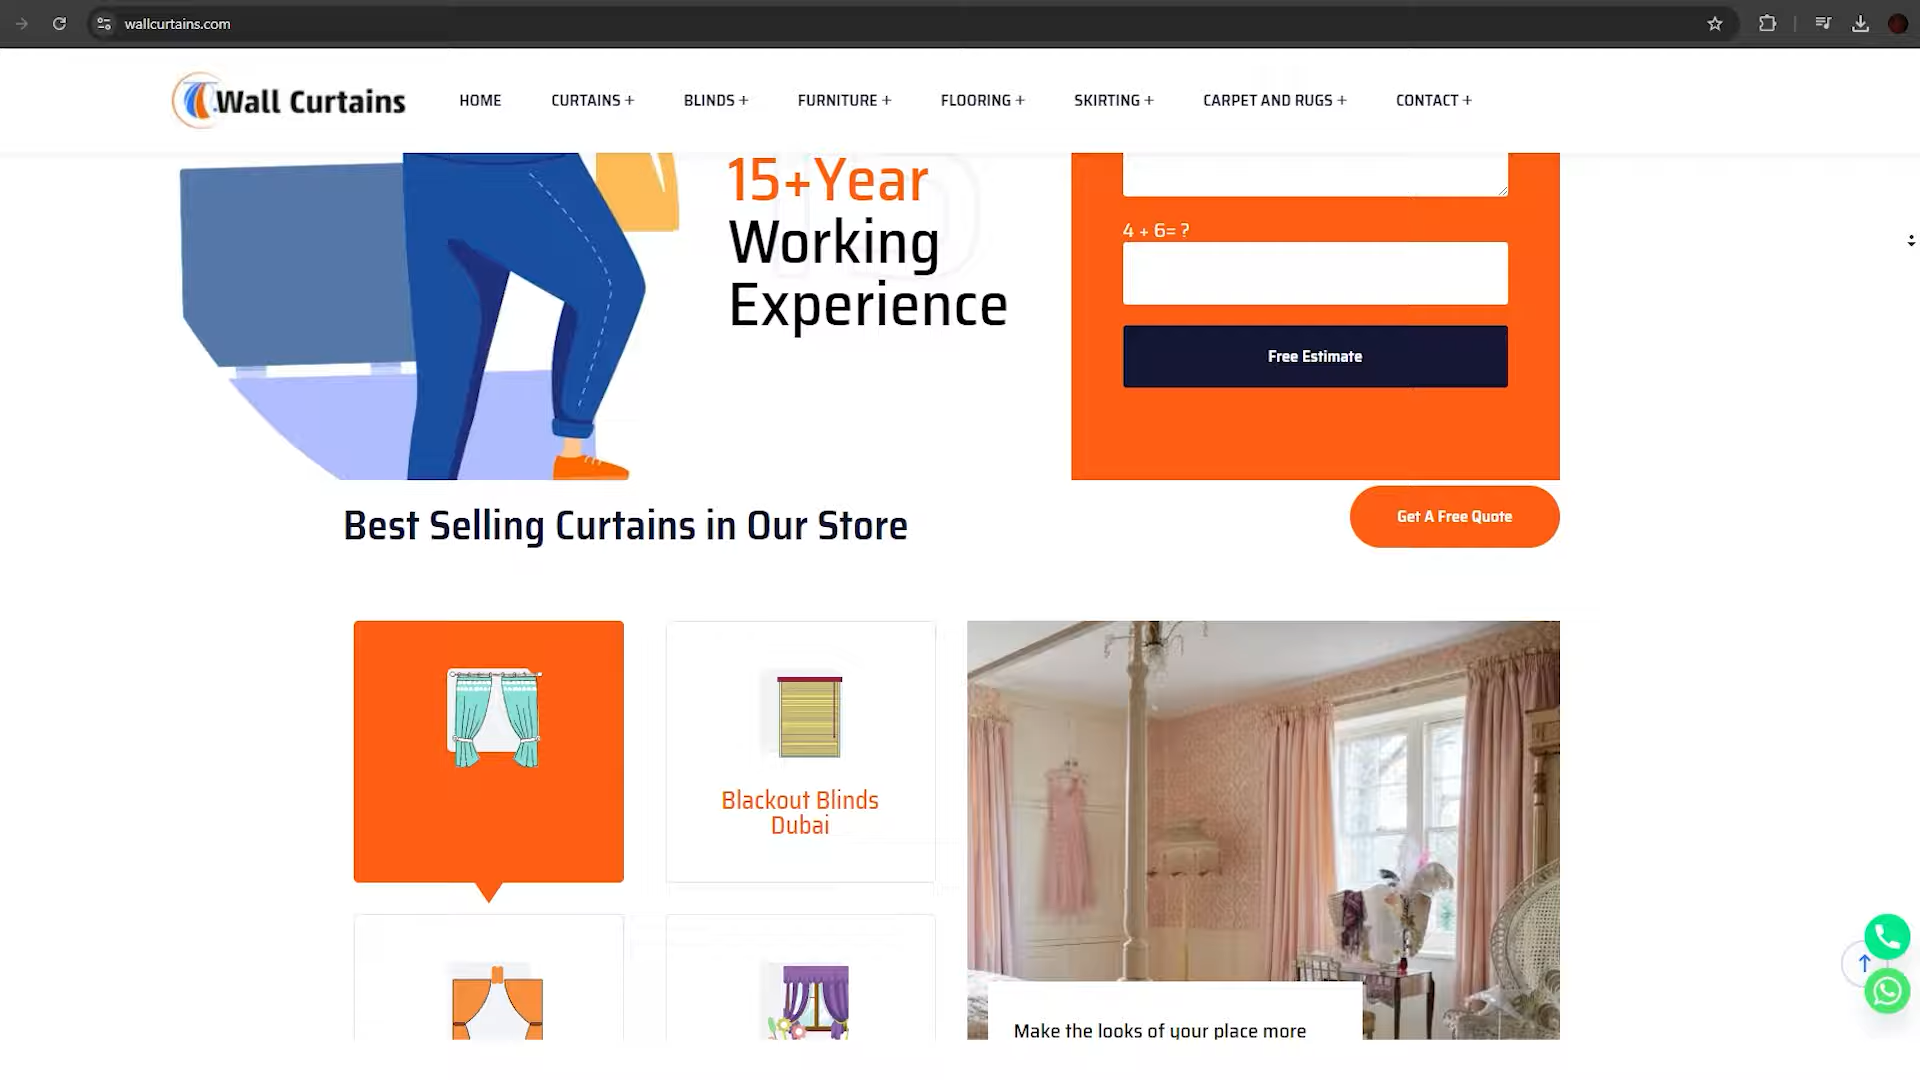 wallcurtains.com
Wall Curtains
HOME
CURTAINS +
BLINDS +
FURNITURE +
FLOORING +
SKIRTING +
CARPET AND RUGS +
CONTACT +
15+Year
Working
Experience
4 + 6= ?
Free Estimate
Best Selling Curtains in Our Store
Get A Free Quote
Blackout Blinds
Dubai
Make the looks of your place more